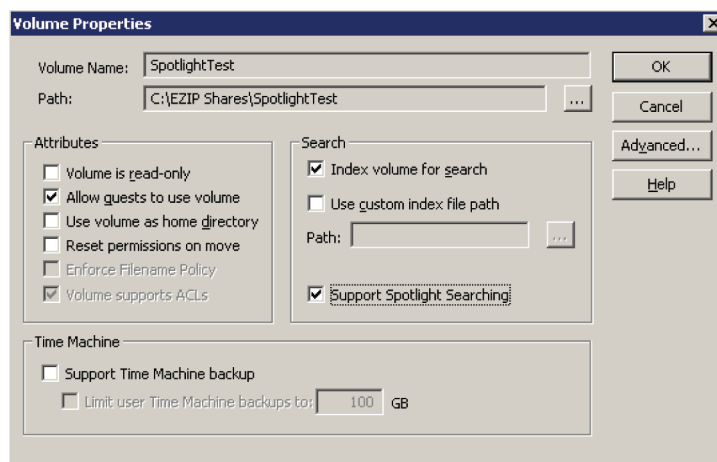 Volume Properties
Volume Name: SpotlightTest
OK
Path: C:\EZIP Shares\SpotlightTest ...
Cancel
Attributes
Search
Advanced...
Volume is read-only
Index volume for search
Allow guests to use volume
Help
Use volume as home directory
Use custom index file path
Reset permissions on move
Path: ...
Enforce Filename Policy
Volume supports ACLs
Support Spotlight Searching
Time Machine
Support Time Machine backup
Limit user Time Machine backups to: 100 GB